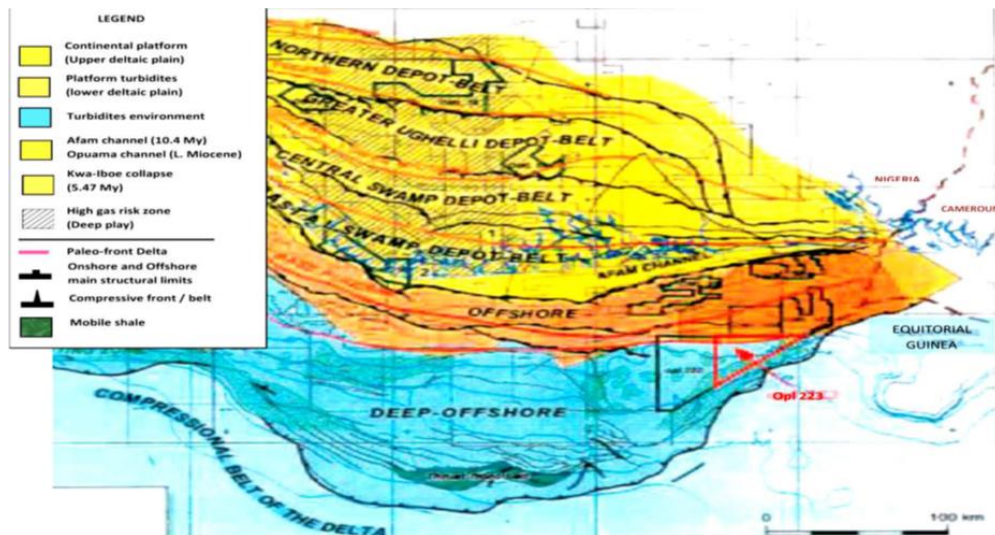 LEGEND
Continental platform
(Upper deltaic plain)
Platform turbidites
(lower deltaic plain)
Turbidites environment
Afam channel (10.4 My)
Opuama channel (L. Miocene)
Kwa-Iboe collapse
(5.47 My)
High gas risk zone
(Deep play)
Paleo-front Delta
Onshore and Offshore
main structural limits
Compressive front / belt
Mobile shale
NORTHERN DEPOT-BELT
GREATER UGHELLI DEPOT-BELT
CENTRAL SWAMP DEPOT-BELT
SWAMP DEPOT-BELT
1
2
AFAM CHANNEL
OFFSHORE
NIGERIA
CAMEROUN
EQUITORIAL
GUINEA
Opl 223
DEEP-OFFSHORE
COMPRESSIONAL BELT OF THE DELTA
0 100 km